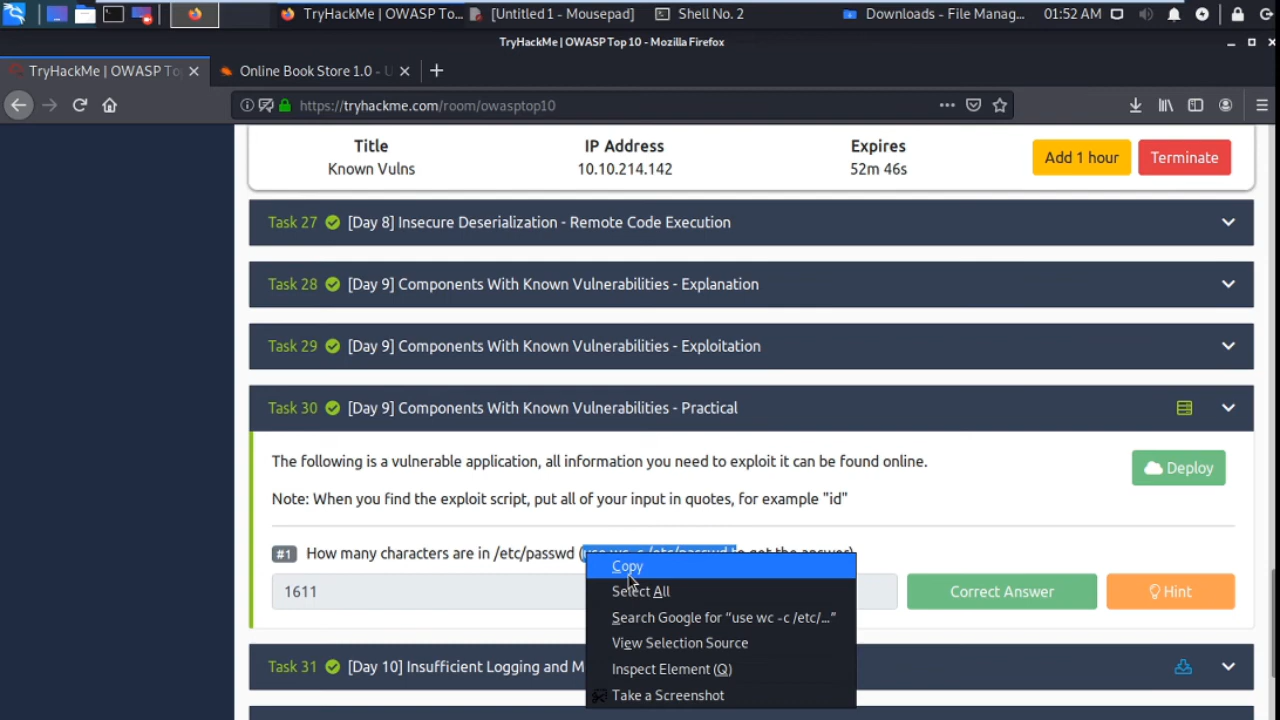 TryHackMe | OWASP To... [Untitled 1 - Mousepad] Shell No. 2 Downloads - File Manag... 01:52 AM
TryHackMe | OWASP Top 10 - Mozilla Firefox
TryHackMe | OWASP To Online Book Store 1.0 - U
https://tryhackme.com/room/owasptop10
Title IP Address Expires
Known Vulns 10.10.214.142 52m 46s
Add 1 hour Terminate
Task 27 [Day 8] Insecure Deserialization - Remote Code Execution
Task 28 [Day 9] Components With Known Vulnerabilities - Explanation
Task 29 [Day 9] Components With Known Vulnerabilities - Exploitation
Task 30 [Day 9] Components With Known Vulnerabilities - Practical
The following is a vulnerable application, all information you need to exploit it can be found online.
Deploy
Note: When you find the exploit script, put all of your input in quotes, for example "id"
#1 How many characters are in /etc/passwd (use wc -c /etc/passwd to get the answer)
1611 Correct Answer Hint
Copy
Select All
Search Google for “use wc -c /etc/...”
View Selection Source
Inspect Element (Q)
Take a Screenshot
Task 31 [Day 10] Insufficient Logging and M